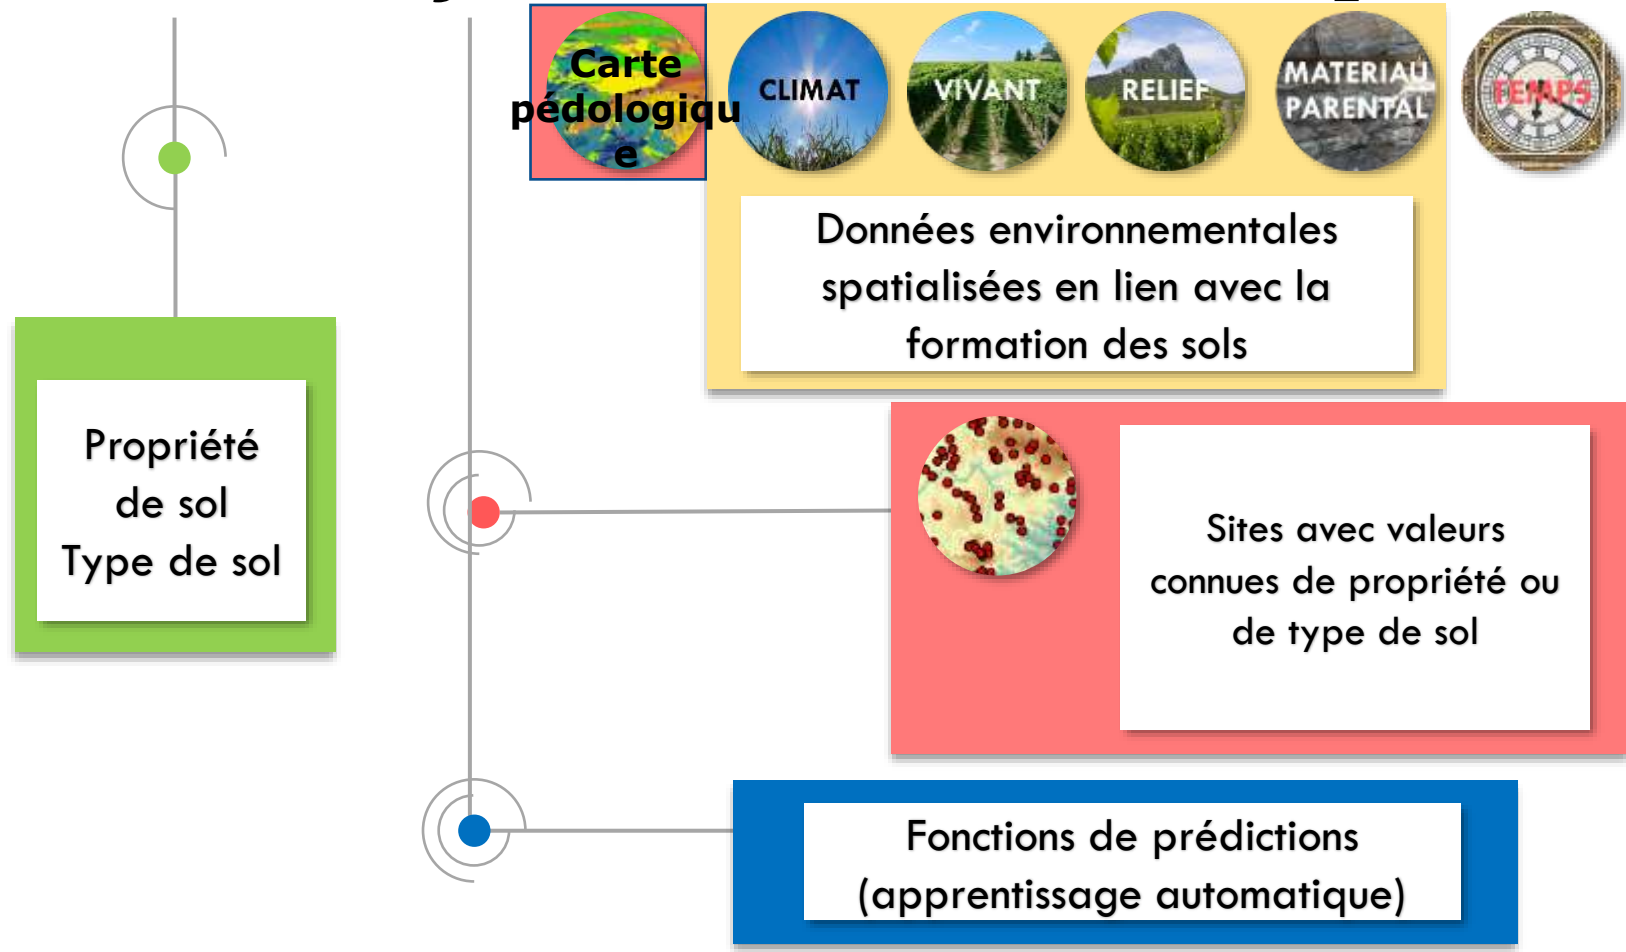 Carte
pédologiqu
e
CLIMAT
VIVANT
RELIEF
MATERIAU
PARENTAL
TEMPS
Données environnementales
spatialisées en lien avec la
formation des sols
Propriété
de sol
Type de sol
Sites avec valeurs
connues de propriété ou
de type de sol
Fonctions de prédictions
(apprentissage automatique)